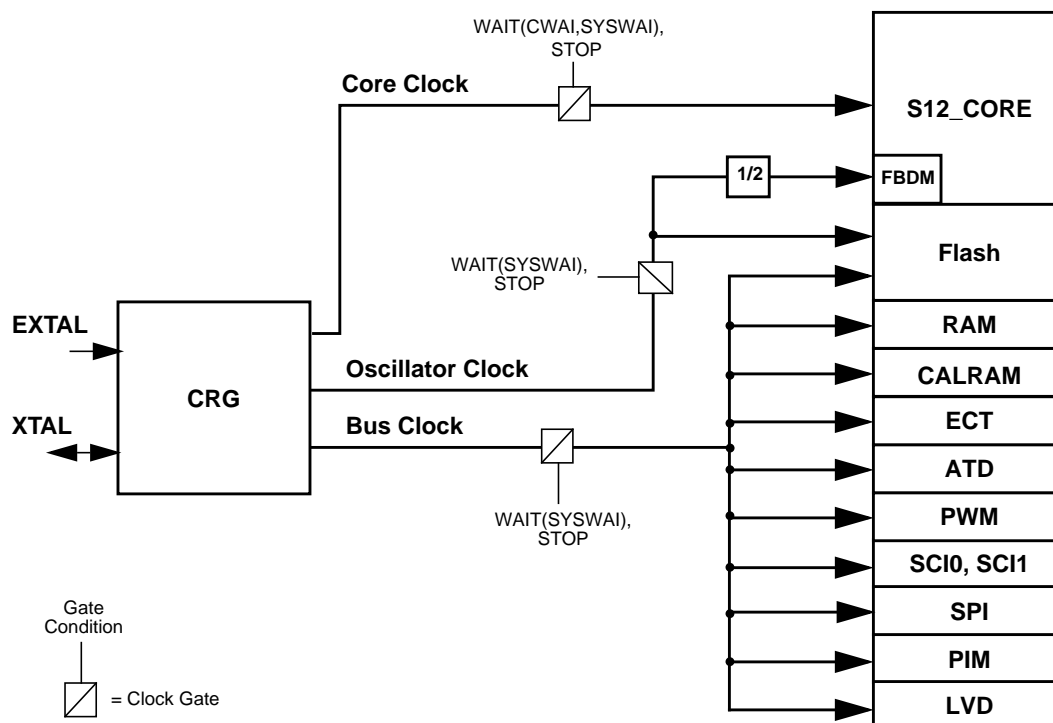 WAIT(CWAI,SYSWAI),
STOP
Core Clock
S12_CORE
1/2
FBDM
WAIT(SYSWAI),
STOP
Flash
EXTAL
RAM
Oscillator Clock
CALRAM
CRG
XTAL
Bus Clock
ECT
ATD
WAIT(SYSWAI),
STOP
PWM
SCI0, SCI1
Gate
Condition
SPI
PIM
= Clock Gate
LVD